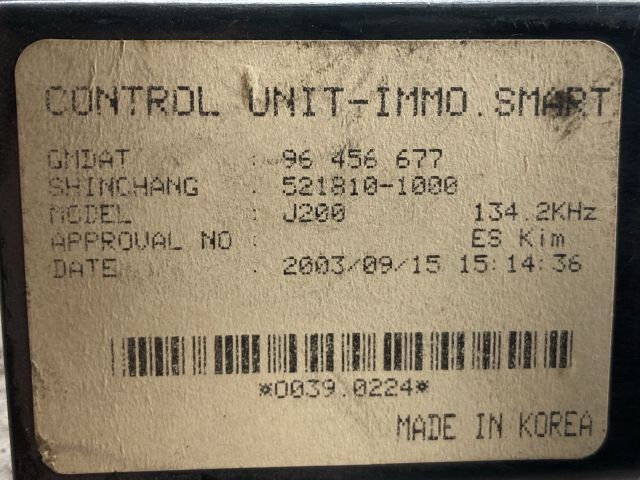 CONTROL UNIT-IMMO.SMART
GMDAT : 96 456 677
SHINCHANG : 521810-1000
MODEL : J200 134.2KHz
APPROVAL NO : ES Kim
DATE : 2003/09/15 15:14:36
*0039.0224*
MADE IN KOREA